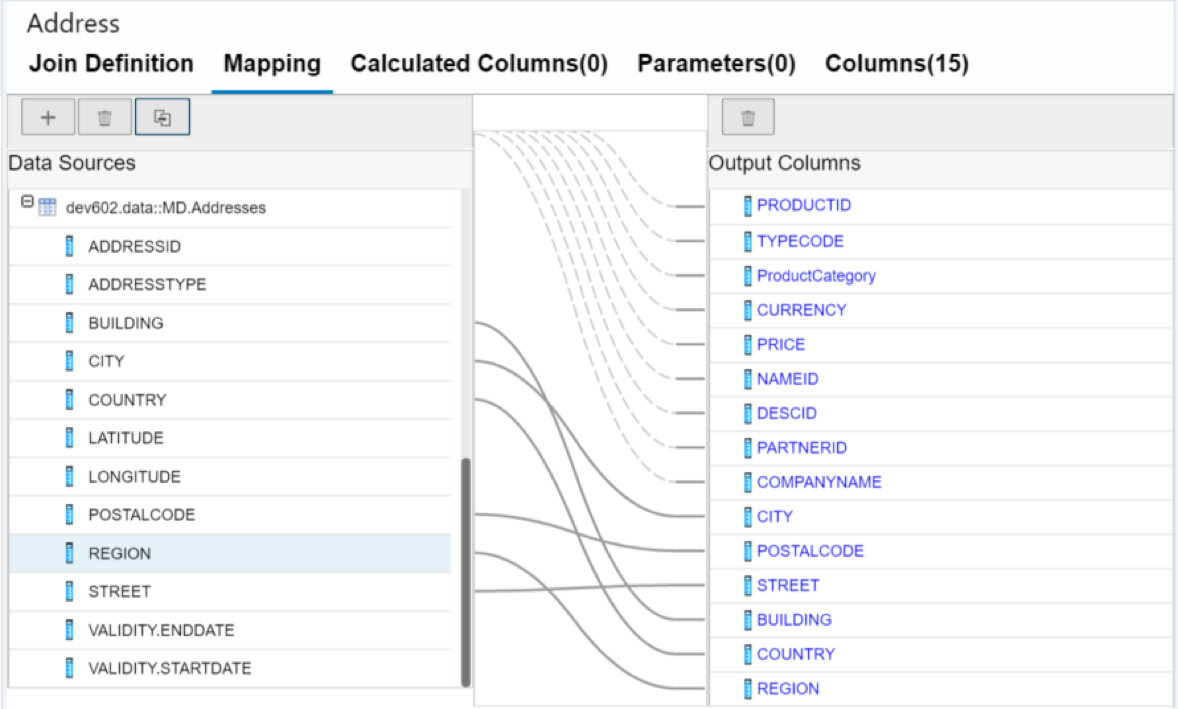 Address
Join Definition Mapping Calculated Columns(0) Parameters(0) Columns(15)
Data Sources
dev602.data::MD.Addresses
ADDRESSID
ADDRESSTYPE
BUILDING
CITY
COUNTRY
LATITUDE
LONGITUDE
POSTALCODE
REGION
STREET
VALIDITY.ENDDATE
VALIDITY.STARTDATE
Output Columns
PRODUCTID
TYPECODE
ProductCategory
CURRENCY
PRICE
NAMEID
DESCID
PARTNERID
COMPANYNAME
CITY
POSTALCODE
STREET
BUILDING
COUNTRY
REGION